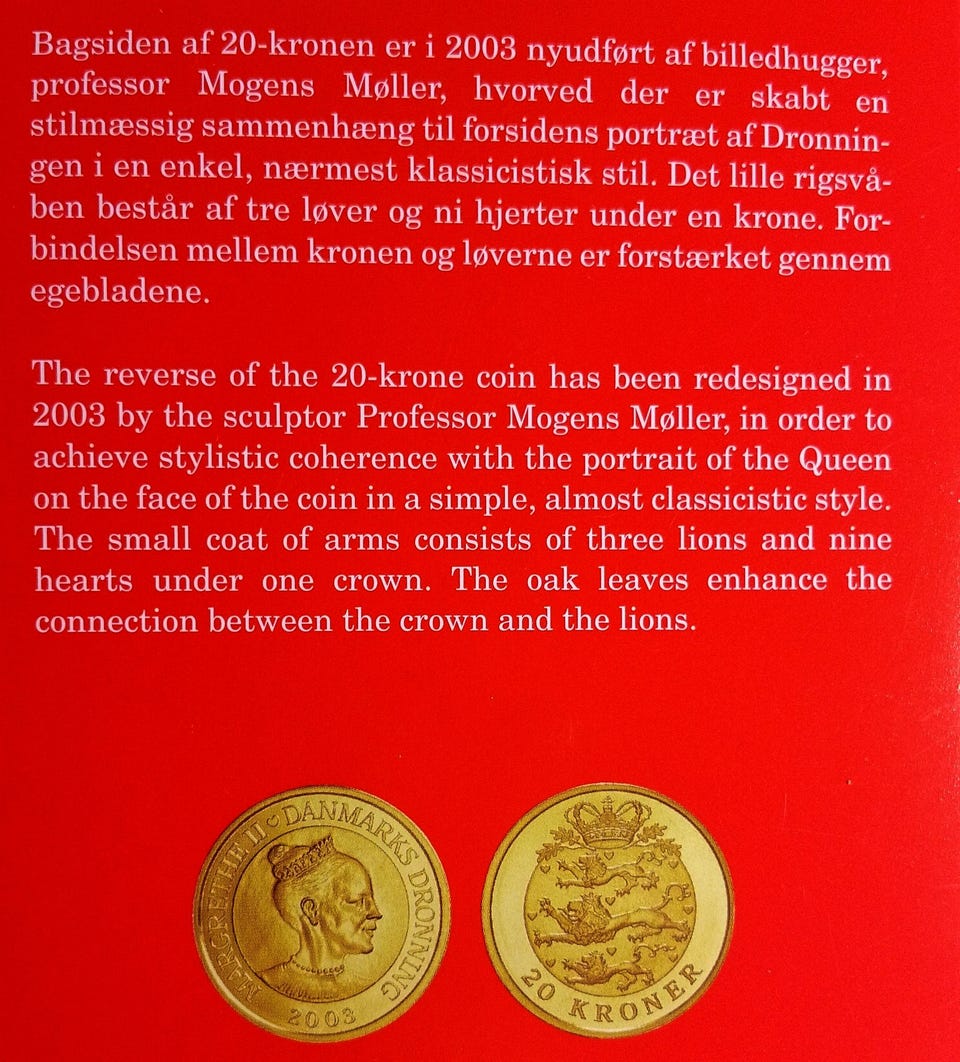 Bagsiden af 20-kronen er i 2003 nyudført af billedhugger,
professor Mogens Møller, hvorved der er skabt en
stilmæssig sammenhæng til forsidens portræt af Dronnin-
gen i en enkel, nærmest klassicistisk stil. Det lille rigsvå-
ben består af tre løver og ni hjerter under en krone. For-
bindelsen mellem kronen og løverne er forstærket gennem
egebladene.
The reverse of the 20-krone coin has been redesigned in
2003 by the sculptor Professor Mogens Møller, in order to
achieve stylistic coherence with the portrait of the Queen
on the face of the coin in a simple, almost classicistic style.
The small coat of arms consists of three lions and nine
hearts under one crown. The oak leaves enhance the
connection between the crown and the lions.
MARGRETHE II ♡ DANMARKS DRONNING
2003
20 KRONER